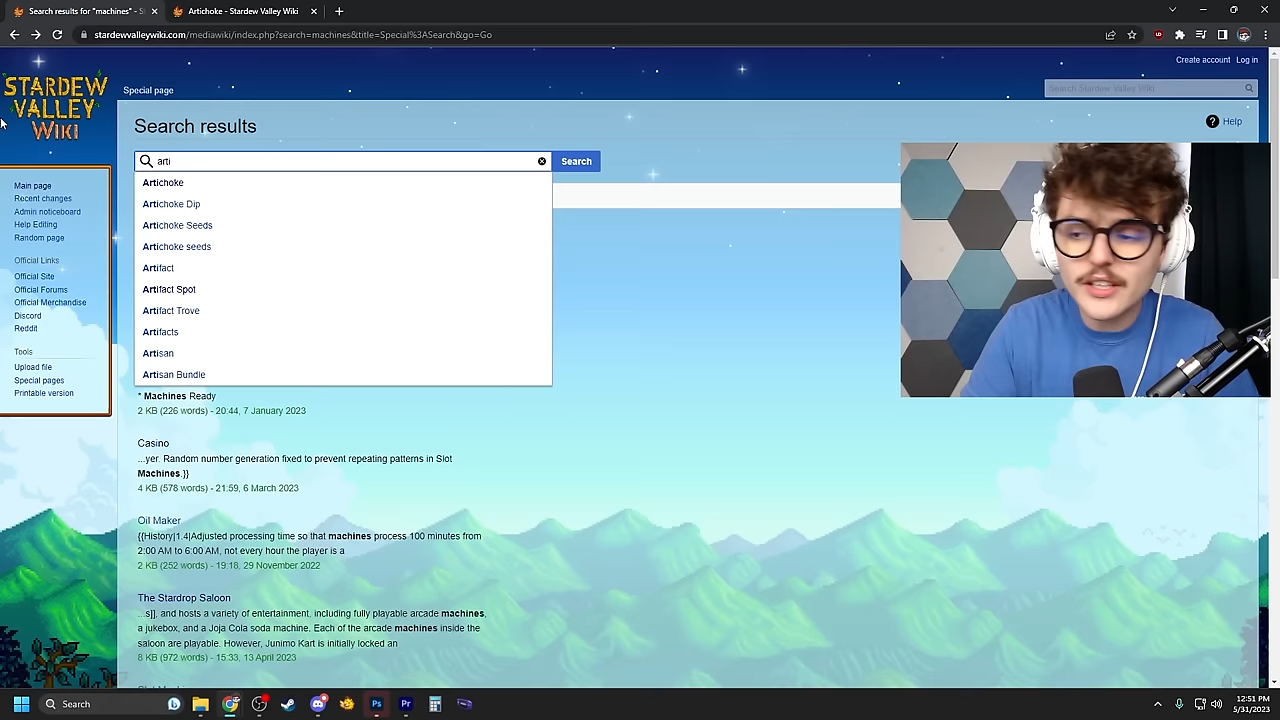 Search results for "machines" - S
Artichoke - Stardew Valley Wiki
stardewvalleywiki.com/mediawiki/index.php?search=machines&title=Special%3ASearch&go=Go
Create account Log in
STARDEW
VALLEY
Wiki
Special page
Search Stardew Valley Wiki
Search results
Help
arti
Search
Artichoke
Artichoke Dip
Artichoke Seeds
Artichoke seeds
Artifact
Artifact Spot
Artifact Trove
Artifacts
Artisan
Artisan Bundle
Main page
Recent changes
Admin noticeboard
Help Editing
Random page
Official Links
Official Site
Official Forums
Official Merchandise
Discord
Reddit
Tools
Upload file
Special pages
Printable version
* Machines Ready
2 KB (226 words) - 20:44, 7 January 2023
Casino
...yer. Random number generation fixed to prevent repeating patterns in Slot
Machines.}}
4 KB (578 words) - 21:59, 6 March 2023
Oil Maker
{{History|1.4|Adjusted processing time so that machines process 100 minutes from
2:00 AM to 6:00 AM, not every hour the player is a
2 KB (252 words) - 19:18, 29 November 2022
The Stardrop Saloon
...s]], and hosts a variety of entertainment, including fully playable arcade machines,
a jukebox, and a Joja Cola soda machine. Each of the arcade machines inside the
saloon are playable. However, Junimo Kart is initially locked an
8 KB (972 words) - 15:33, 13 April 2023
Search
Ps
Pr
12:51 PM
5/31/2023